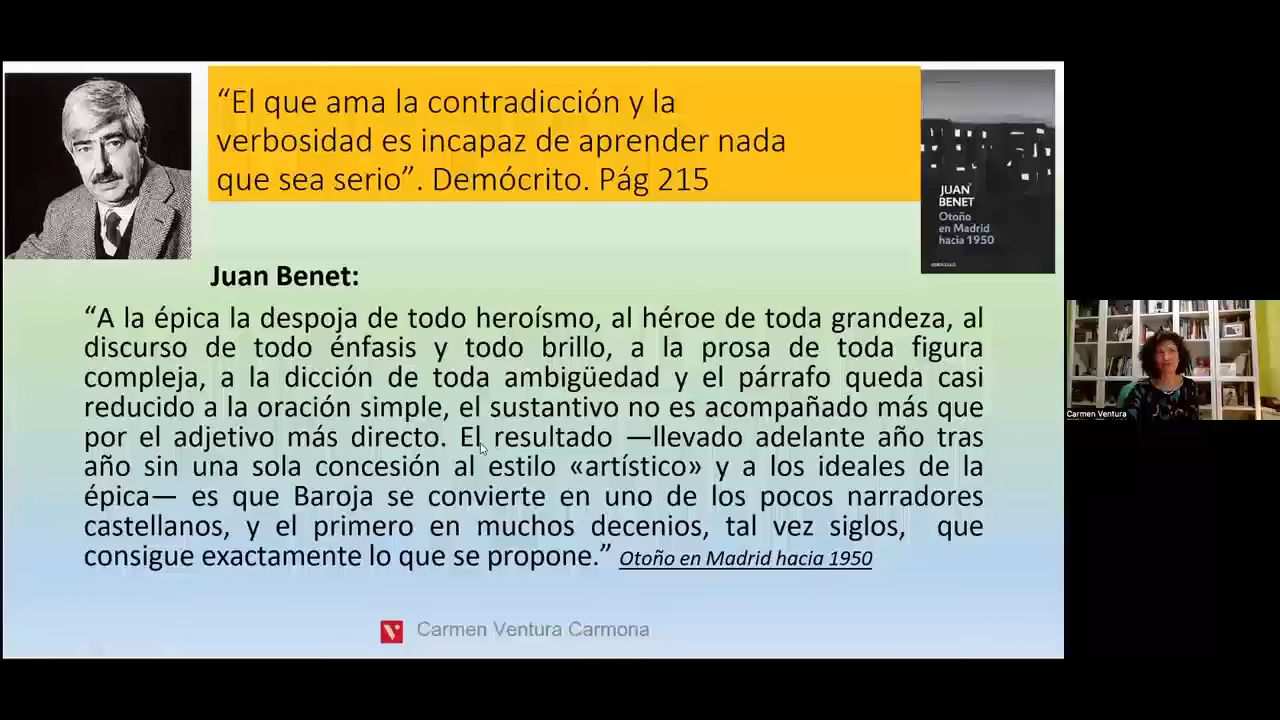 “El que ama la contradicción y la
verbosidad es incapaz de aprender nada
que sea serio”. Demócrito. Pág 215
JUAN
BENET
Otoño
en Madrid
hacia 1950
Juan Benet:
“A la épica la despoja de todo heroísmo, al héroe de toda grandeza, al
discurso de todo énfasis y todo brillo, a la prosa de toda figura
compleja, a la dicción de toda ambigüedad y el párrafo queda casi
reducido a la oración simple, el sustantivo no es acompañado más que
por el adjetivo más directo. El resultado —llevado adelante año tras
año sin una sola concesión al estilo «artístico» y a los ideales de la
épica— es que Baroja se convierte en uno de los pocos narradores
castellanos, y el primero en muchos decenios, tal vez siglos, que
consigue exactamente lo que se propone.” Otoño en Madrid hacia 1950
Carmen Ventura Carmona
Carmen Ventura